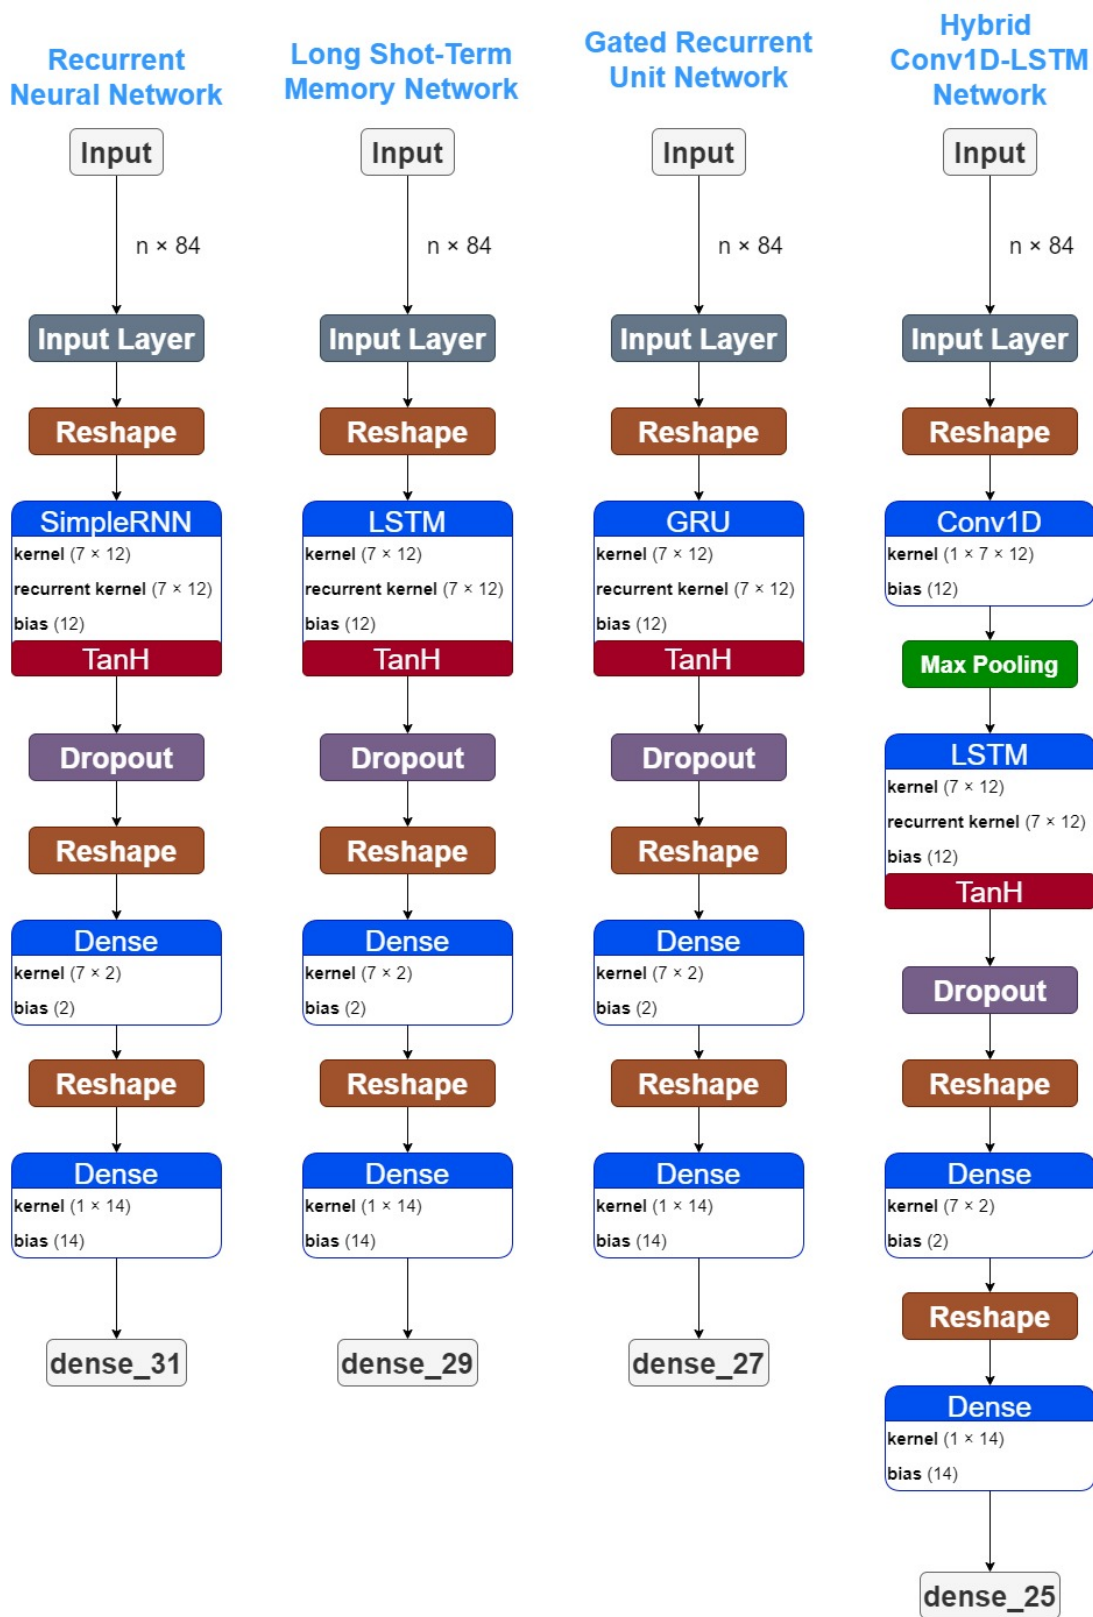 Recurrent
Neural Network
Input
n × 84
Input Layer
Reshape
SimpleRNN
kernel (7 × 12)
recurrent kernel (7 × 12)
bias (12)
TanH
Dropout
Reshape
Dense
kernel (7 × 2)
bias (2)
Reshape
Dense
kernel (1 × 14)
bias (14)
dense_31
Long Shot-Term
Memory Network
Input
n × 84
Input Layer
Reshape
LSTM
kernel (7 × 12)
recurrent kernel (7 × 12)
bias (12)
TanH
Dropout
Reshape
Dense
kernel (7 × 2)
bias (2)
Reshape
Dense
kernel (1 × 14)
bias (14)
dense_29
Gated Recurrent
Unit Network
Input
n × 84
Input Layer
Reshape
GRU
kernel (7 × 12)
recurrent kernel (7 × 12)
bias (12)
TanH
Dropout
Reshape
Dense
kernel (7 × 2)
bias (2)
Reshape
Dense
kernel (1 × 14)
bias (14)
dense_27
Hybrid
Conv1D-LSTM
Network
Input
n × 84
Input Layer
Reshape
Conv1D
kernel (1 × 7 × 12)
bias (12)
Max Pooling
LSTM
kernel (7 × 12)
recurrent kernel (7 × 12)
bias (12)
TanH
Dropout
Reshape
Dense
kernel (7 × 2)
bias (2)
Reshape
Dense
kernel (1 × 14)
bias (14)
dense_25